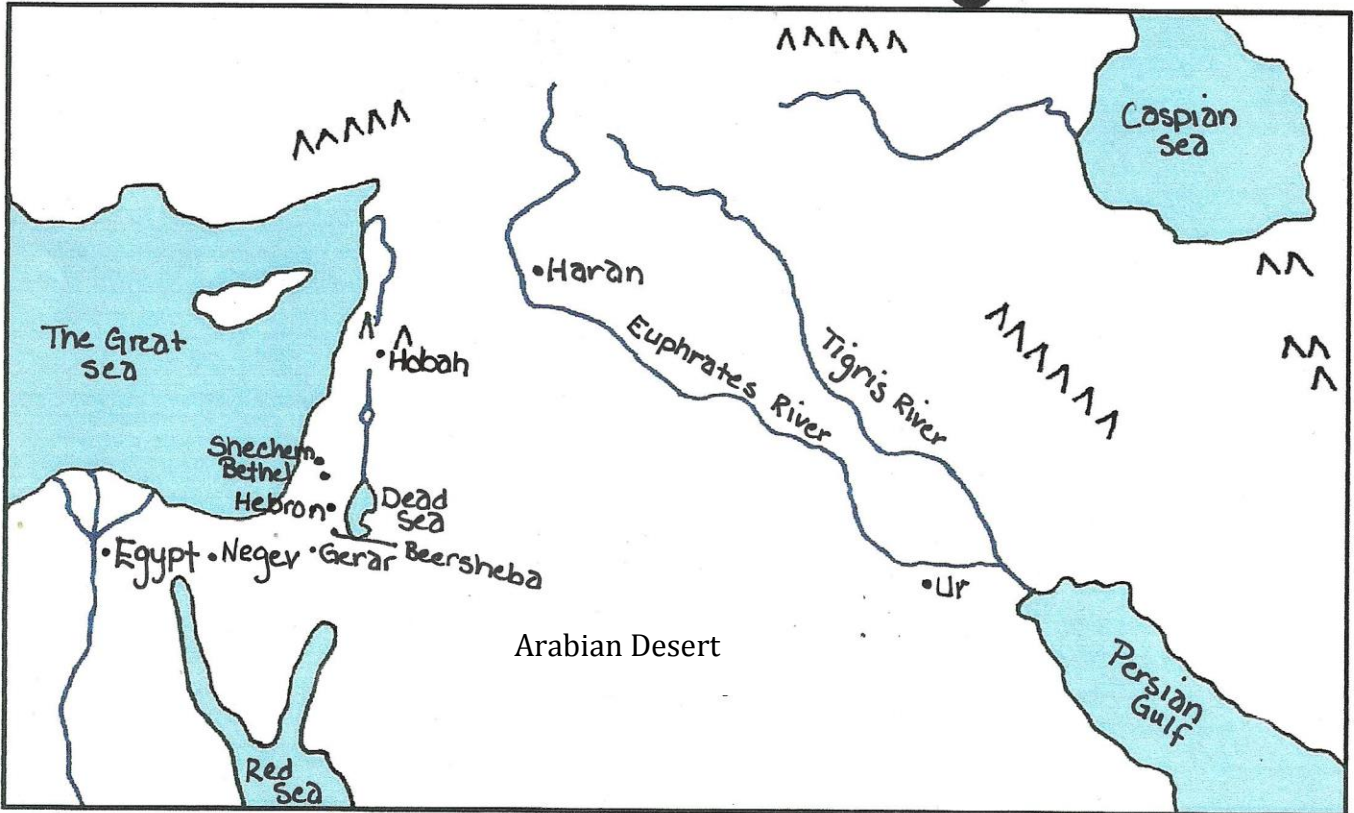 Caspian
sea
Haran
The Great
sea
Hobah
Euphrates River
Tigris River
Shechem
Bethel
Hebron
Dead
Sea
Egypt
Negev
Gerar
Beersheba
Ur
Arabian Desert
Persian
Gulf
Red
Sea